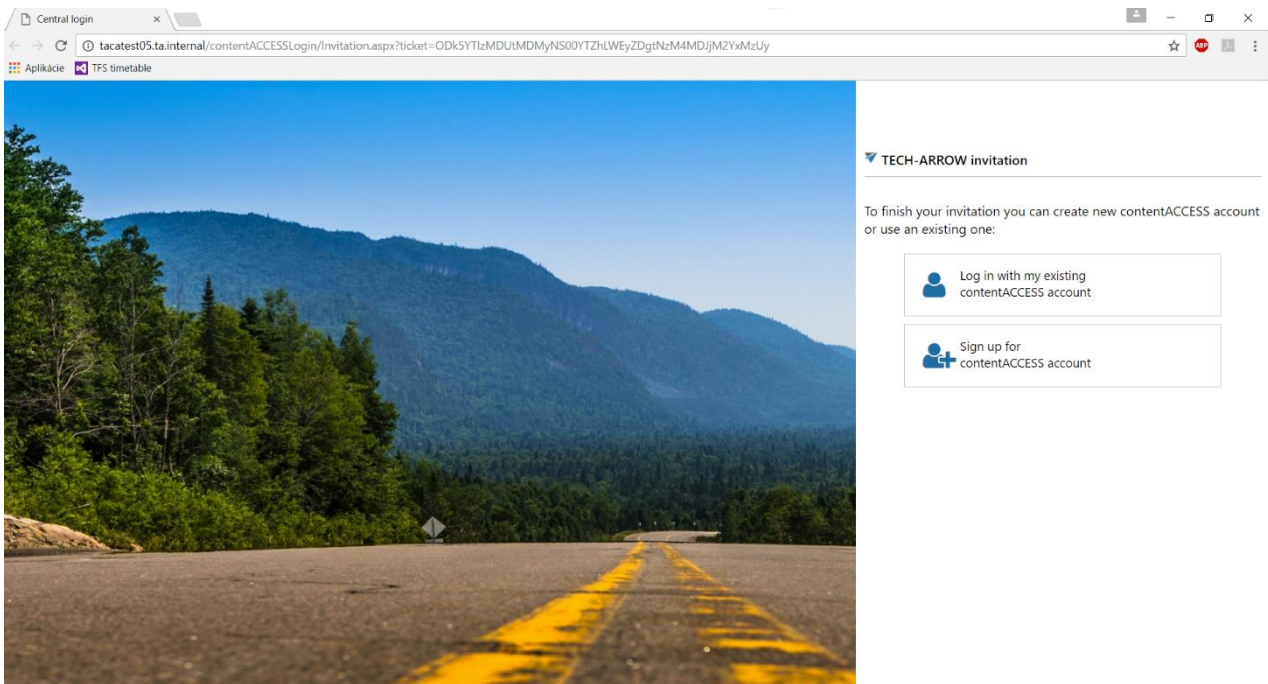 Central login
tacatest05.ta.internal/contentACCESSLogin/Invitation.aspx?ticket=ODk5YTIzMDUtMDMyNS00YTZhLWEyZDgtNzM4MDJjM2YxMzUy
ABP
Aplikácie TFS timetable
TECH-ARROW invitation
To finish your invitation you can create new contentACCESS account
or use an existing one:
Log in with my existing
contentACCESS account
Sign up for
contentACCESS account